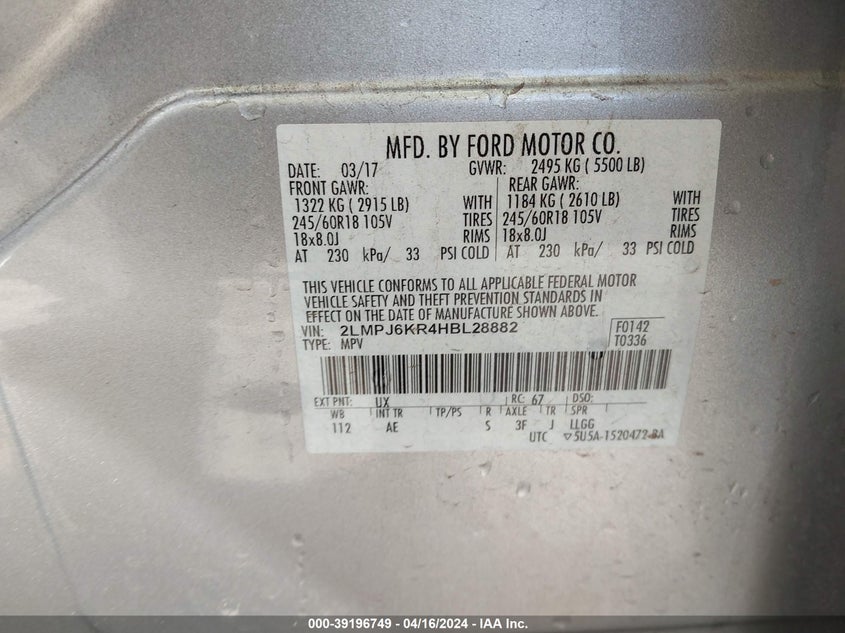 MFD. BY FORD MOTOR CO.
DATE: 03/17 GVWR: 2495 KG ( 5500 LB)
FRONT GAWR: REAR GAWR:
1322 KG ( 2915 LB) WITH 1184 KG ( 2610 LB) WITH
245/60R18 105V TIRES 245/60R18 105V TIRES
18x8.0J RIMS 18x8.0J RIMS
AT 230 kPa/ 33 PSI COLD AT 230 kPa/ 33 PSI COLD
THIS VEHICLE CONFORMS TO ALL APPLICABLE FEDERAL MOTOR
VEHICLE SAFETY AND THEFT PREVENTION STANDARDS IN
EFFECT ON THE DATE OF MANUFACTURE SHOWN ABOVE.
VIN: 2LMPJ6KR4HBL28882 F0142
TYPE: MPV T0336
EXT PNT: UX RC: 67 DSO:
WB INT TR TP/PS R AXLE TR SPR
112 AE S 3F J LLGG
UTC ▽5U5A-1520472-BA
000-39196749 - 04/16/2024 - IAA Inc.